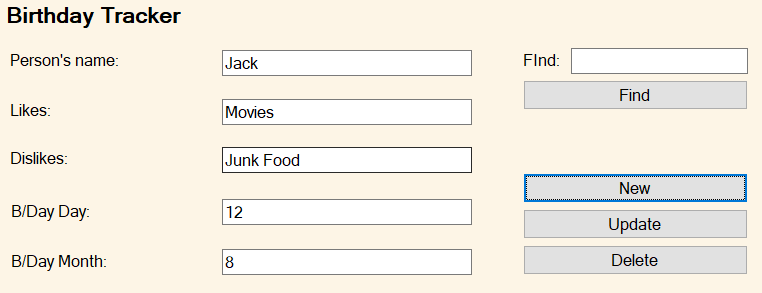 Birthday Tracker
Person's name: Jack
FInd:
Find
Likes: Movies
Dislikes: Junk Food
New
B/Day Day: 12
Update
B/Day Month: 8
Delete